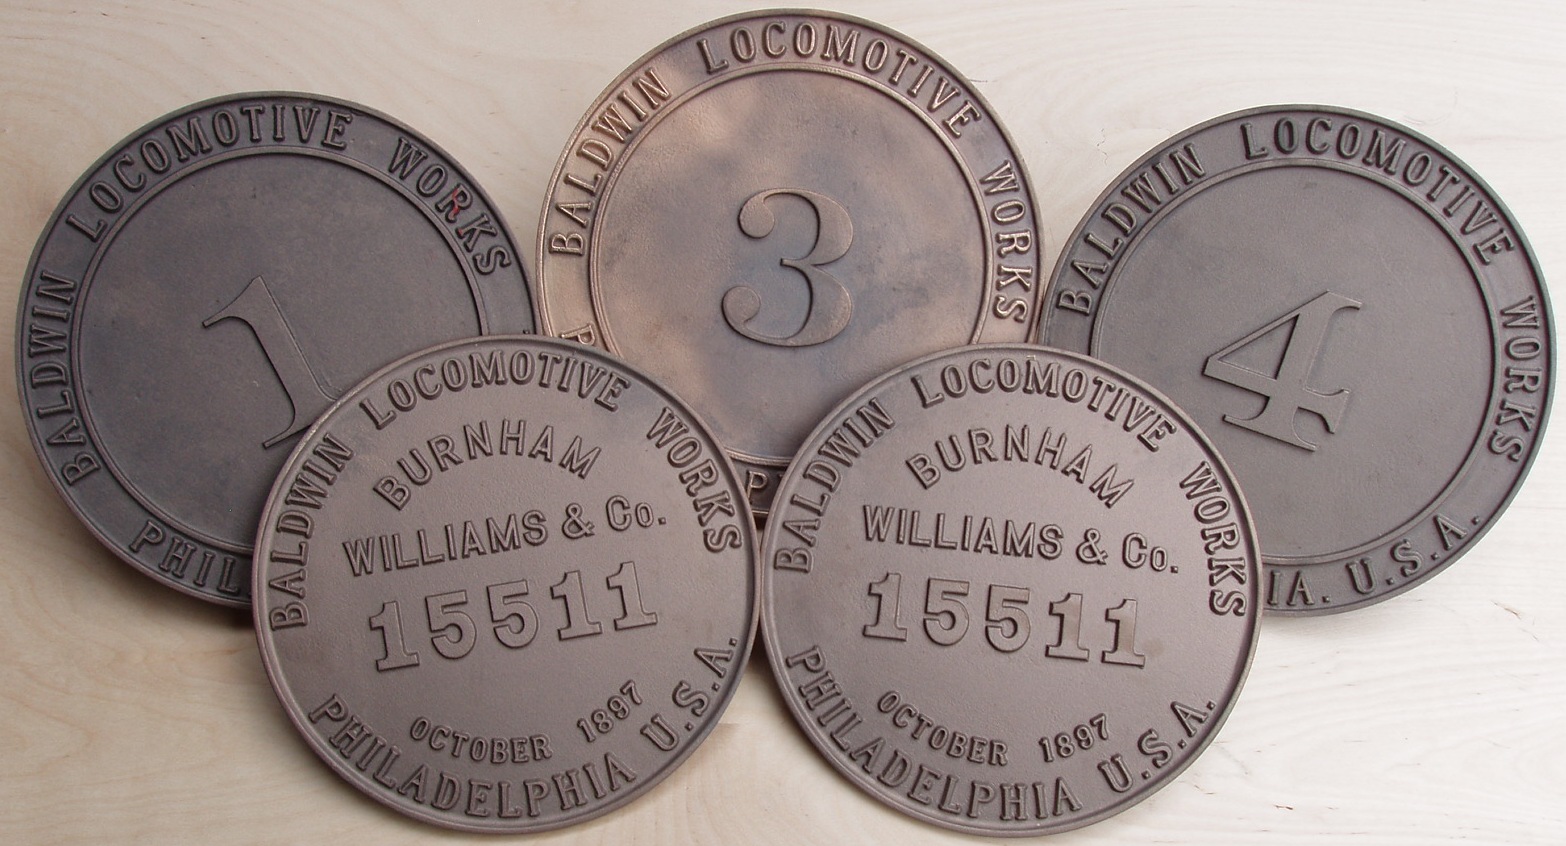 BALDWIN LOCOMOTIVE WORKS
1
PHIL
BALDWIN LOCOMOTIVE WORKS
3
P
BALDWIN LOCOMOTIVE WORKS
4
IA. U.S.A.
BALDWIN LOCOMOTIVE WORKS
BURNHAM
WILLIAMS & Co.
15511
OCTOBER 1897
PHILADELPHIA U.S.A.
BALDWIN LOCOMOTIVE WORKS
BURNHAM
WILLIAMS & Co.
15511
OCTOBER 1897
PHILADELPHIA U.S.A.